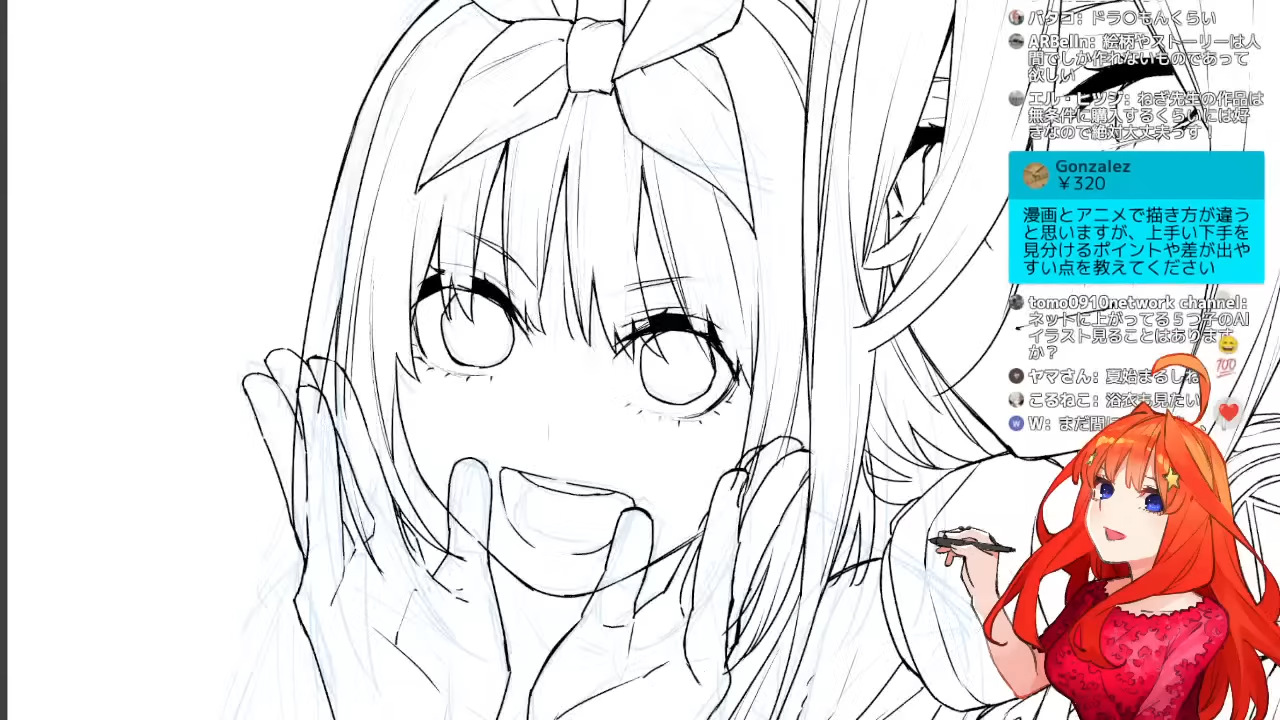 パタコ: ドラ〇もんくらい
ARBelln: 絵柄やストーリーは人
間でしか作れないものであって
欲しい
エル・ヒツジ: ねぎ先生の作品は
無条件に購入するくらいには好
きなので絶対大丈夫っす！
Gonzalez
￥320
漫画とアニメで描き方が違う
と思いますが、上手い下手を
見分けるポイントや差が出や
すい点を教えてください
tomo0910network channel:
ネットに上がってる５つ子のAI
イラスト見ることはあります
か？
ヤマさん: 夏始まるしね
こるねこ: 浴衣も見たい
W: まだ間に
100